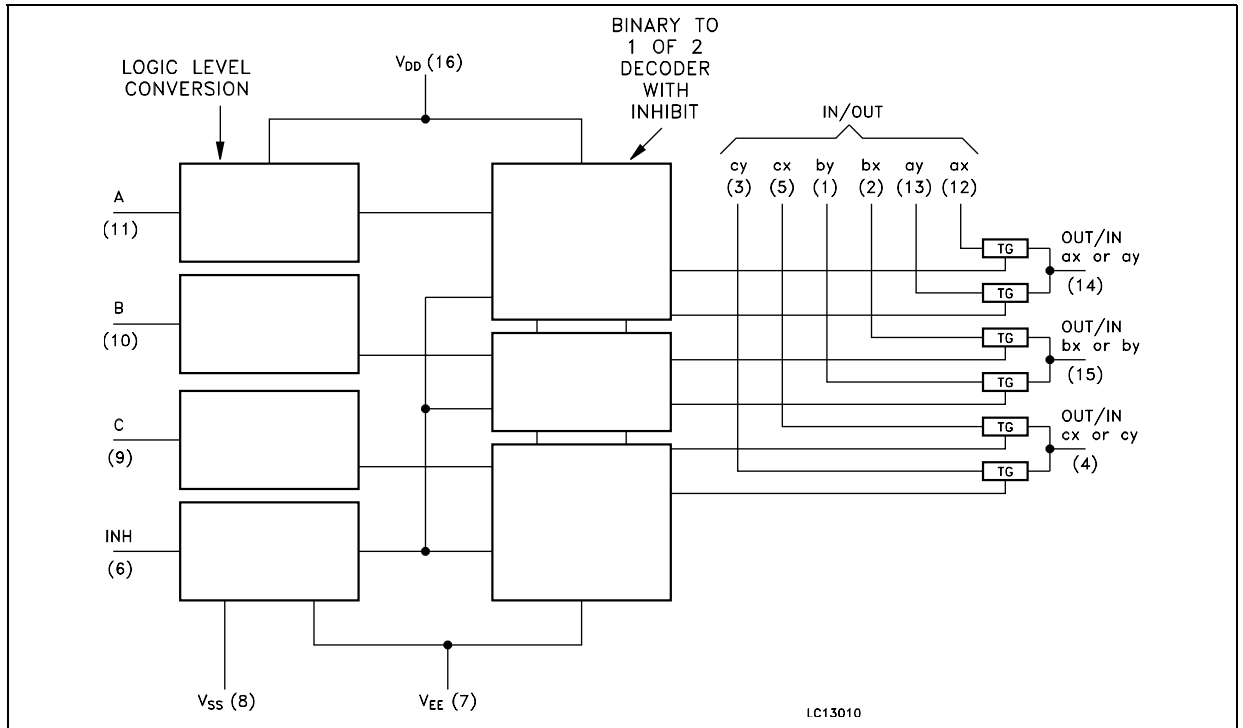 BINARY TO
1 OF 2
DECODER
WITH
INHIBIT
LOGIC LEVEL
CONVERSION
VDD (16)
IN/OUT
cy cx by bx ay ax
(3) (5) (1) (2) (13) (12)
A
(11)
B
(10)
C
(9)
INH
(6)
TG
TG
TG
TG
TG
TG
OUT/IN
ax or ay
(14)
OUT/IN
bx or by
(15)
OUT/IN
cx or cy
(4)
VSS (8)
VEE (7)
LC13010